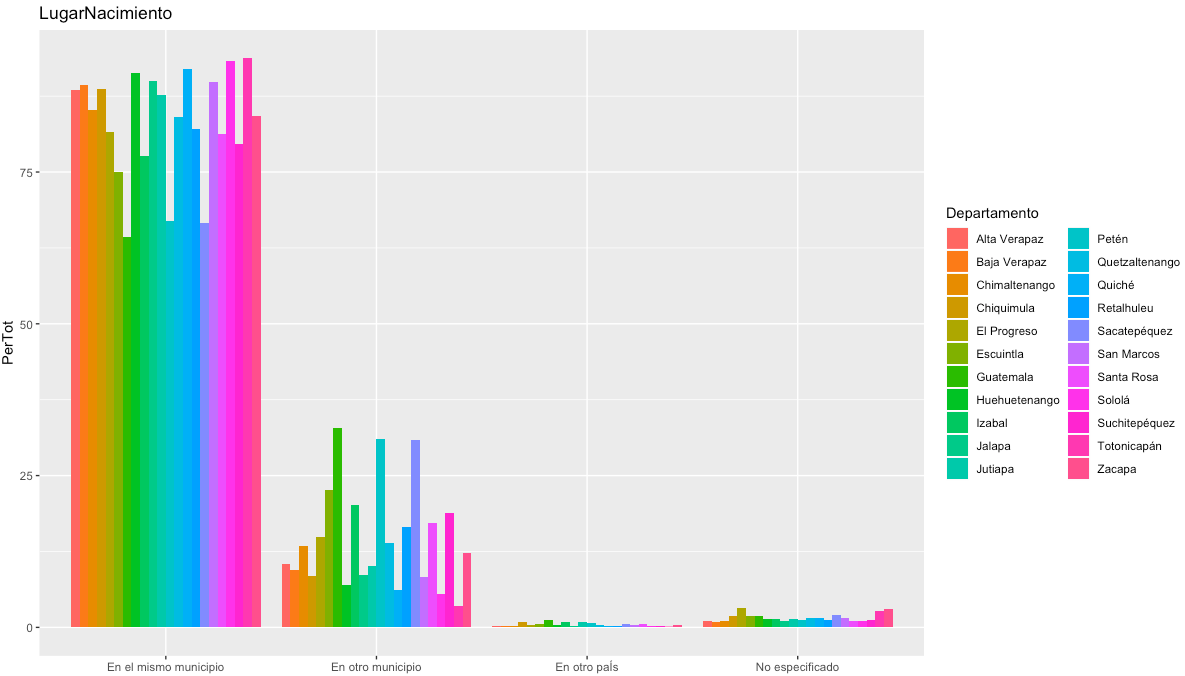 LugarNacimiento
PerTot
75
50
25
0
En el mismo municipio
En otro municipio
En otro paÍs
No especificado
Departamento
Alta Verapaz
Baja Verapaz
Chimaltenango
Chiquimula
El Progreso
Escuintla
Guatemala
Huehuetenango
Izabal
Jalapa
Jutiapa
Petén
Quetzaltenango
Quiché
Retalhuleu
Sacatepéquez
San Marcos
Santa Rosa
Sololá
Suchitepéquez
Totonicapán
Zacapa